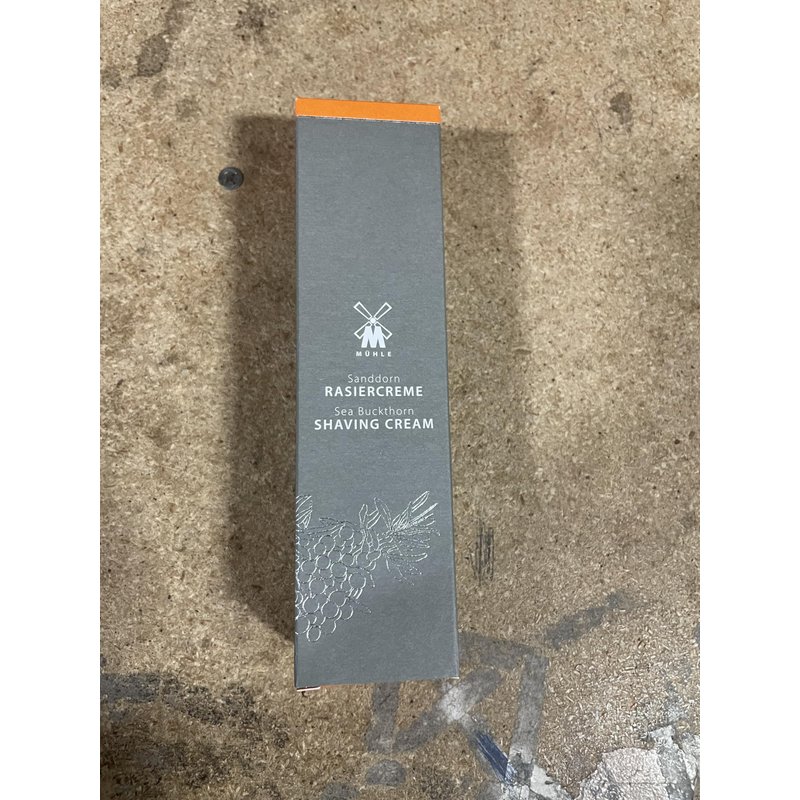 MÜHLE
Sanddorn
RASIERCREME
Sea Buckthorn
SHAVING CREAM